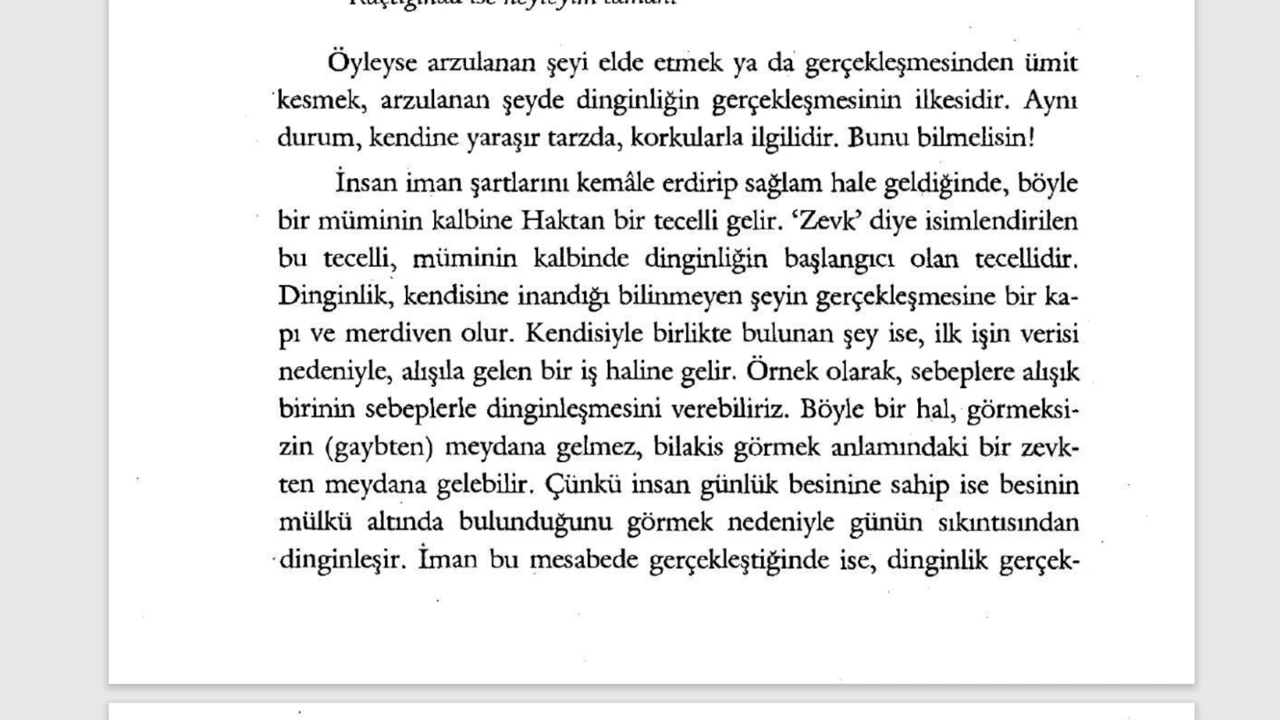 Öyleyse arzulanan şeyi elde etmek ya da gerçekleşmesinden ümit
kesmek, arzulanan şeyde dinginliğin gerçekleşmesinin ilkesidir. Aynı
durum, kendine yaraşır tarzda, korkularla ilgilidir. Bunu bilmelisin!
İnsan iman şartlarını kemâle erdirip sağlam hale geldiğinde, böyle
bir müminin kalbine Haktan bir tecelli gelir. ‘Zevk’ diye isimlendirilen
bu tecelli, müminin kalbinde dinginliğin başlangıcı olan tecellidir.
Dinginlik, kendisine inandığı bilinmeyen şeyin gerçekleşmesine bir ka-
pı ve merdiven olur. Kendisiyle birlikte bulunan şey ise, ilk işin verisi
nedeniyle, alışıla gelen bir iş haline gelir. Örnek olarak, sebeplere alışık
birinin sebeplerle dinginleşmesini verebiliriz. Böyle bir hal, görmeksi-
zin (gaybten) meydana gelmez, bilakis görmek anlamındaki bir zevk-
ten meydana gelebilir. Çünkü insan günlük besinine sahip ise besinin
mülkü altında bulunduğunu görmek nedeniyle günün sıkıntısından
dinginleşir. İman bu mesabede gerçekleştiğinde ise, dinginlik gerçek-